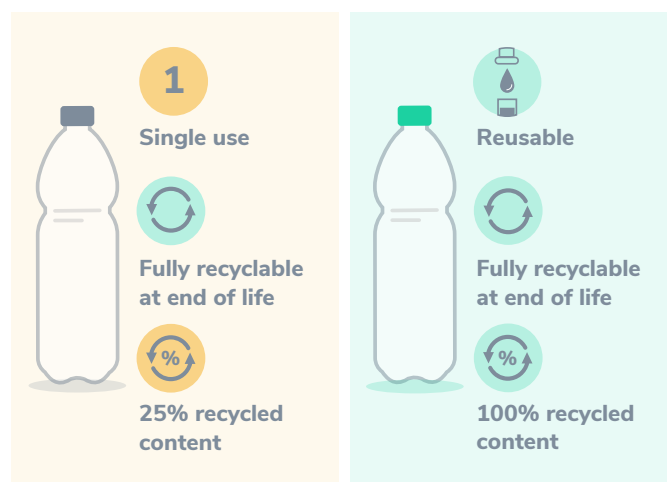 1
Single use
Fully recyclable
at end of life
%
25% recycled
content
Reusable
Fully recyclable
at end of life
%
100% recycled
content